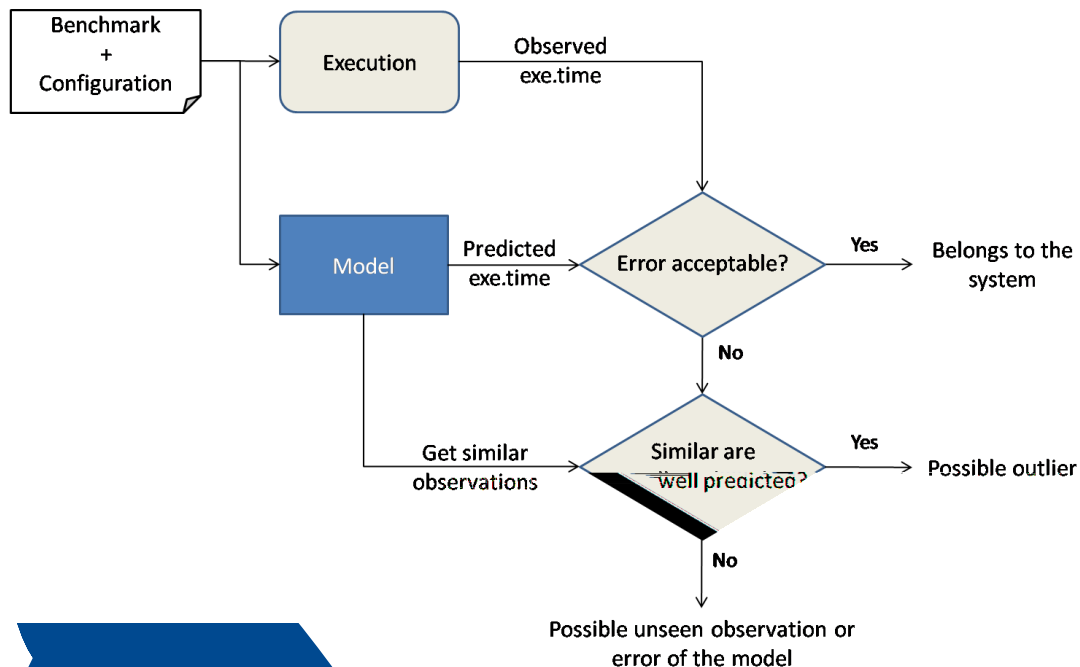 Benchmark
+
Configuration
Execution
Observed
exe.time
Model
Predicted
exe.time
Error acceptable?
Yes
Belongs to the
system
No
Get similar
observations
Similar are
well predicted?
Yes
Possible outlier
No
Possible unseen observation or
error of the model